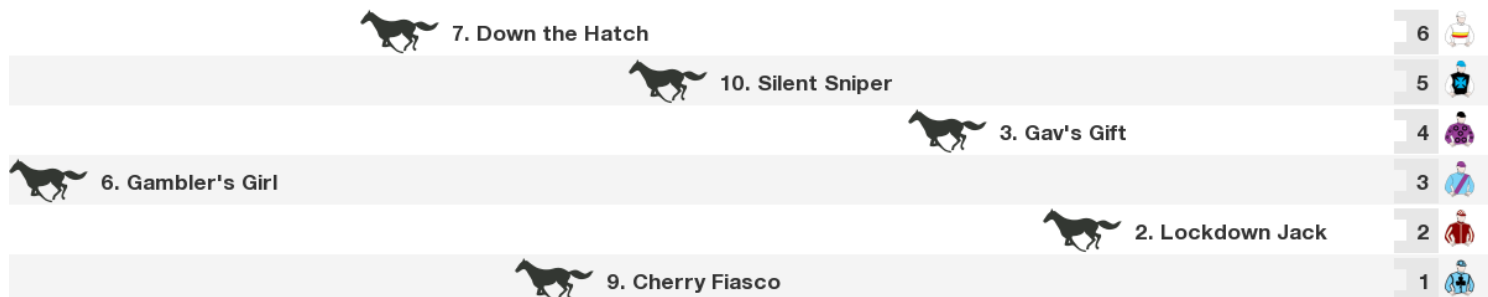 7. Down the Hatch 6
10. Silent Sniper 5
3. Gav's Gift 4
6. Gambler's Girl 3
2. Lockdown Jack 2
9. Cherry Fiasco 1